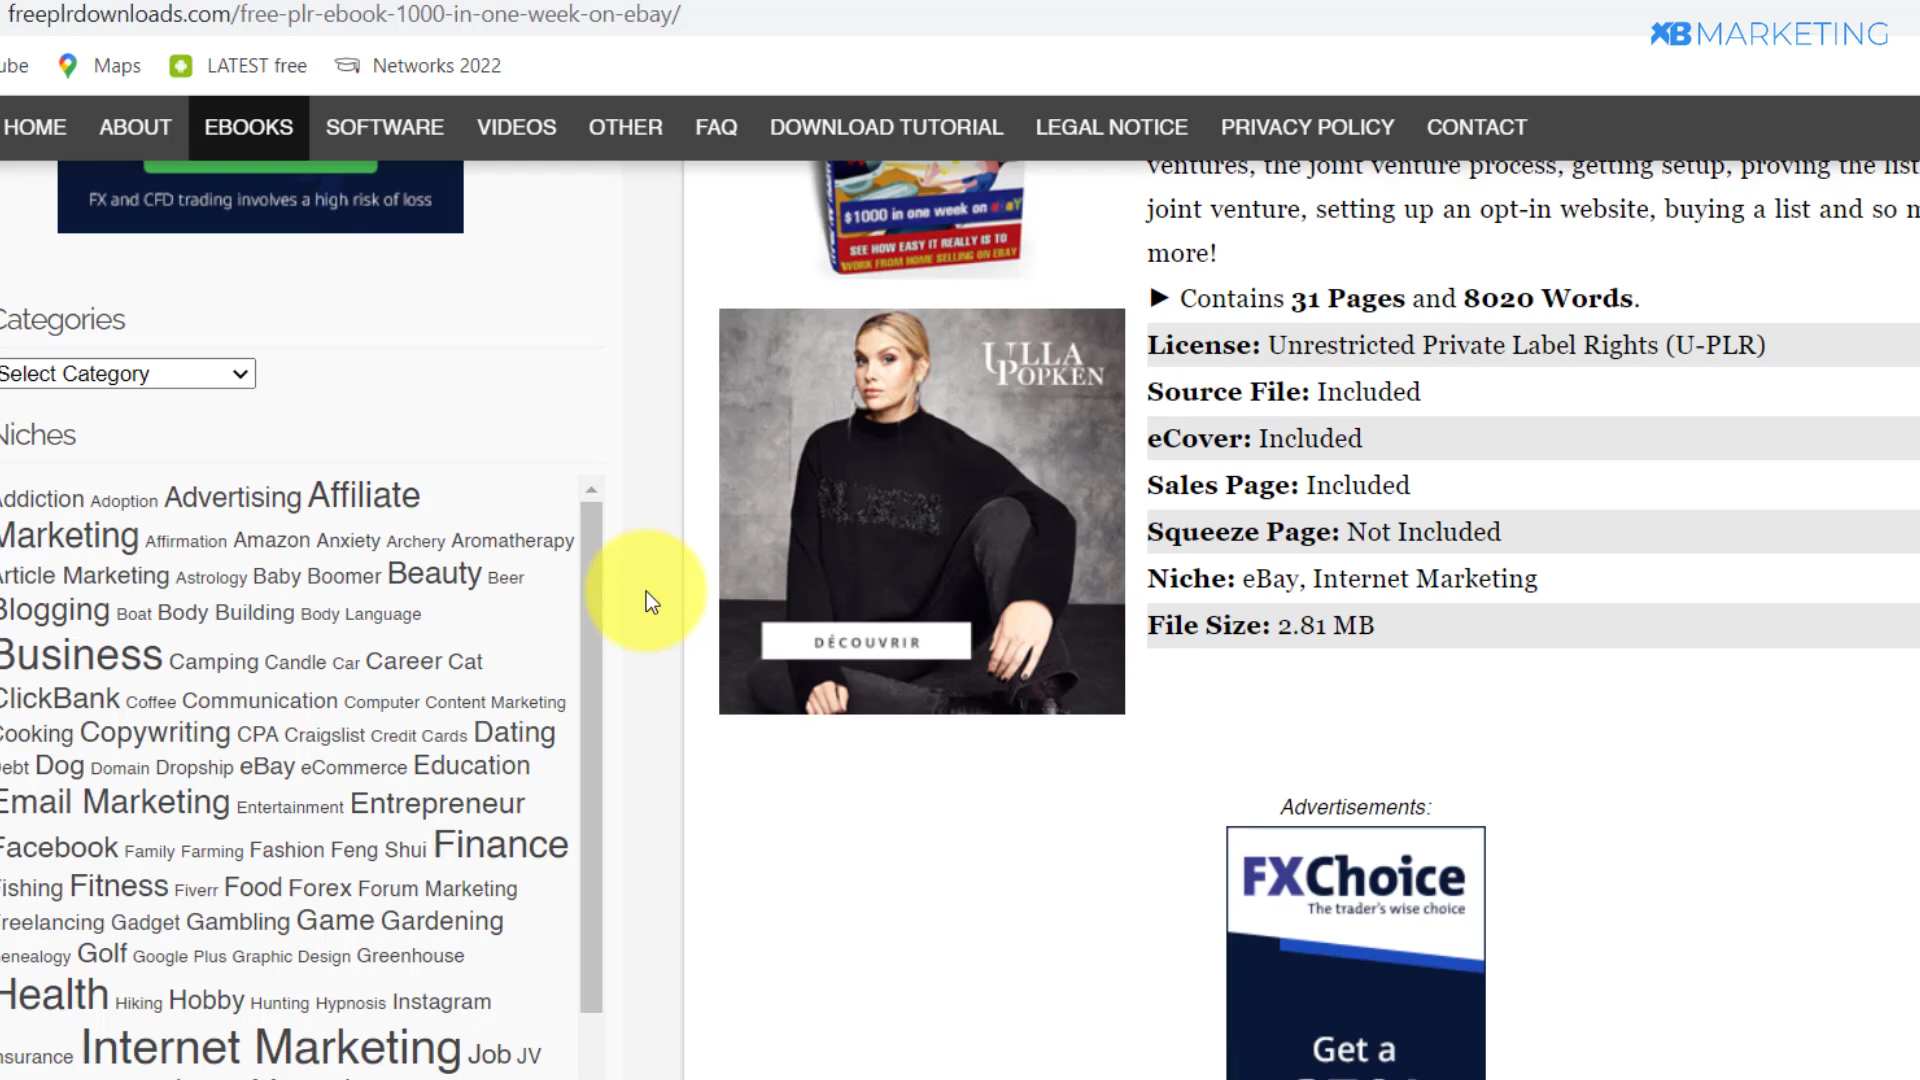 freeplrdownloads.com/free-plr-ebook-1000-in-one-week-on-ebay/
XB MARKETING
ube Maps LATEST free Networks 2022
HOME ABOUT EBOOKS SOFTWARE VIDEOS OTHER FAQ DOWNLOAD TUTORIAL LEGAL NOTICE PRIVACY POLICY CONTACT
FX and CFD trading involves a high risk of loss
Categories
Select Category
Niches
Addiction Adoption Advertising Affiliate
Marketing Affirmation Amazon Anxiety Archery Aromatherapy
Article Marketing Astrology Baby Boomer Beauty Beer
Blogging Boat Body Building Body Language
Business Camping Candle Car Career Cat
ClickBank Coffee Communication Computer Content Marketing
Cooking Copywriting CPA Craigslist Credit Cards Dating
ebt Dog Domain Dropship eBay eCommerce Education
Email Marketing Entertainment Entrepreneur
Facebook Family Farming Fashion Feng Shui Finance
ishing Fitness Fiverr Food Forex Forum Marketing
reelancing Gadget Gambling Game Gardening
enealogy Golf Google Plus Graphic Design Greenhouse
Health Hiking Hobby Hunting Hypnosis Instagram
nsurance Internet Marketing Job JV
$1000 in one week on ebaY
SEE HOW EASY IT REALLY IS TO
WORK FROM HOME SELLING ON EBAY
ULLA
POPKEN
DÉCOUVRIR
ventures, the joint venture process, getting setup, proving the list
joint venture, setting up an opt-in website, buying a list and so m
more!
► Contains 31 Pages and 8020 Words.
License: Unrestricted Private Label Rights (U-PLR)
Source File: Included
eCover: Included
Sales Page: Included
Squeeze Page: Not Included
Niche: eBay, Internet Marketing
File Size: 2.81 MB
Advertisements:
FXChoice
The trader's wise choice
Get a